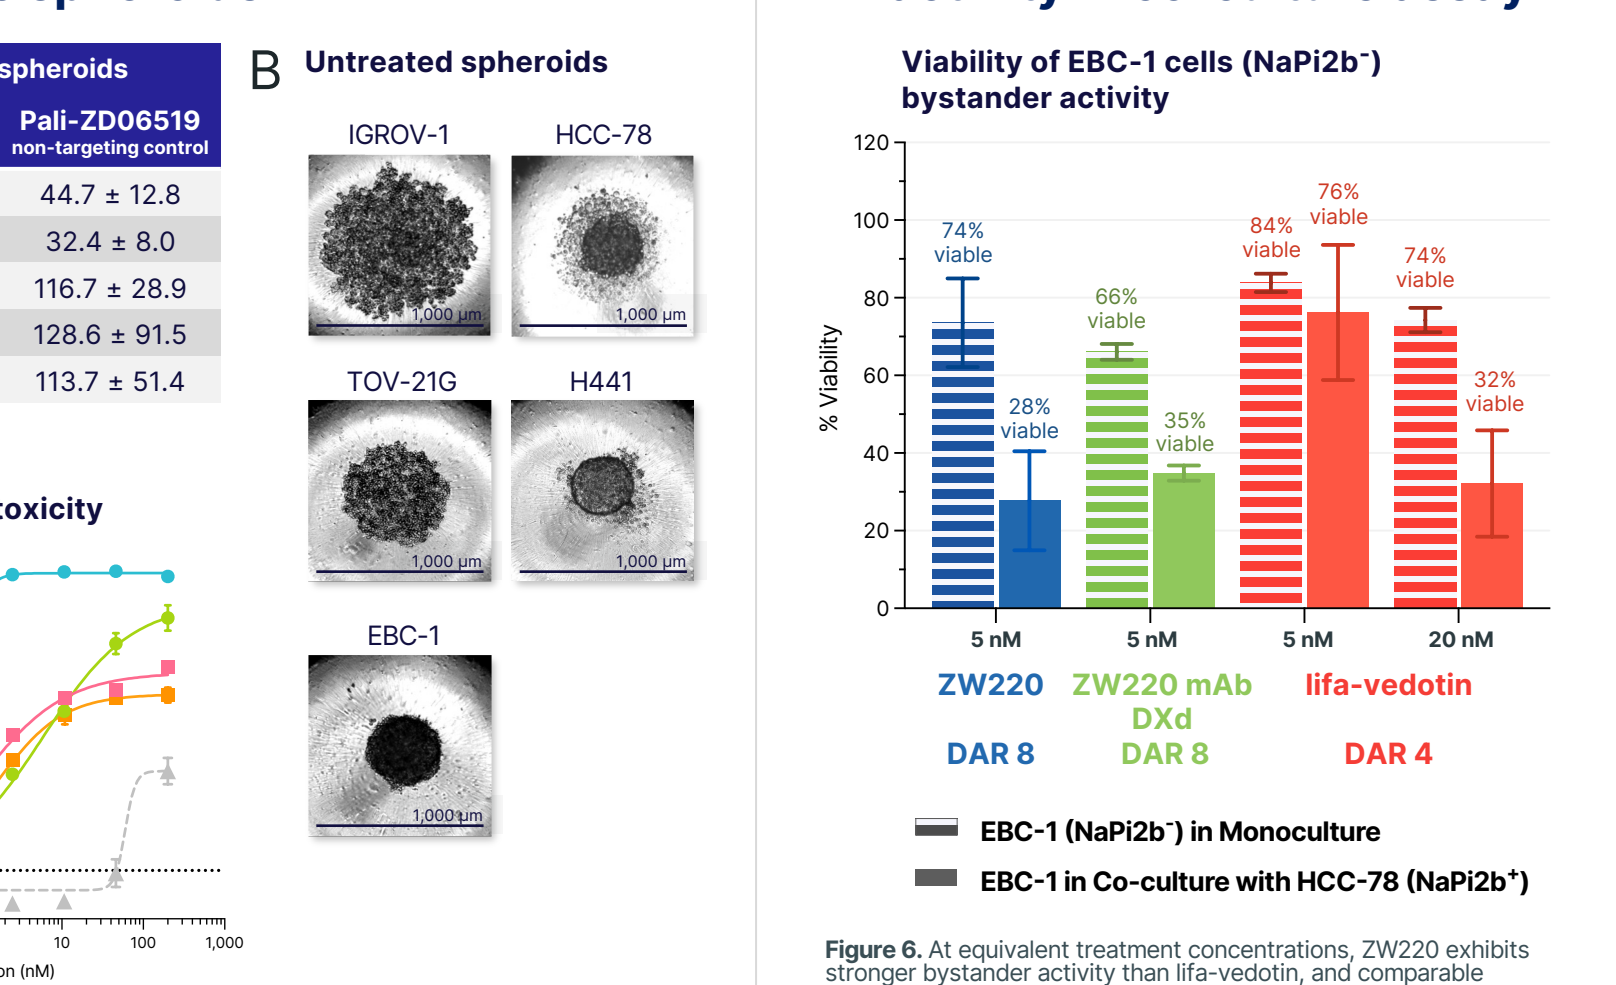 spheroids
Pali-ZD06519
non-targeting control
44.7 ± 12.8
32.4 ± 8.0
116.7 ± 28.9
128.6 ± 91.5
113.7 ± 51.4
toxicity
10
100
1,000
(nM)
B
Untreated spheroids
IGROV-1
HCC-78
1,000 µm
1,000 µm
TOV-21G
H441
1,000 µm
1,000 µm
EBC-1
1,000 µm
Viability of EBC-1 cells (NaPi2b⁻)
bystander activity
% Viability
120
100
80
60
40
20
0
74%
viable
28%
viable
66%
viable
35%
viable
84%
viable
76%
viable
74%
viable
32%
viable
5 nM
5 nM
5 nM
20 nM
ZW220
ZW220 mAb
lifa-vedotin
DXd
DAR 8
DAR 8
DAR 4
EBC-1 (NaPi2b⁻) in Monoculture
EBC-1 in Co-culture with HCC-78 (NaPi2b⁺)
Figure 6. At equivalent treatment concentrations, ZW220 exhibits
stronger bystander activity than lifa-vedotin, and comparable